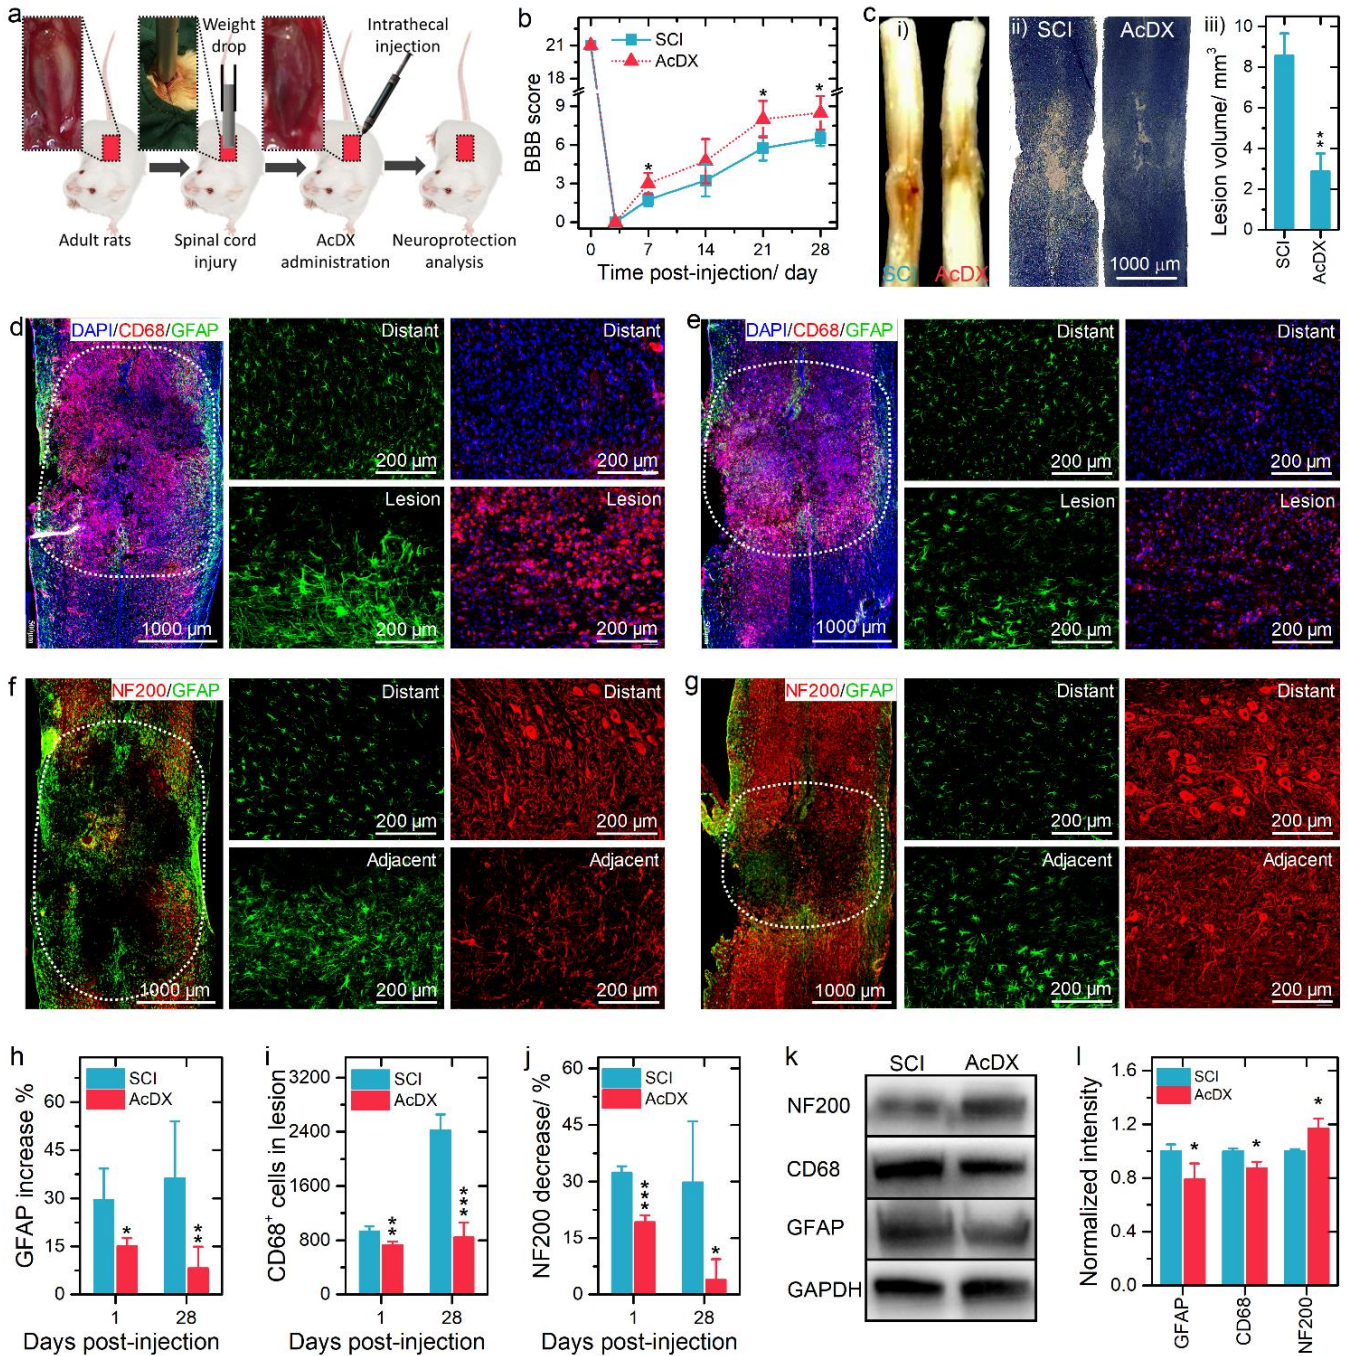 a
Weight
drop
Intrathecal
injection
Adult rats
Spinal cord
injury
AcDX
administration
Neuroprotection
analysis
b
BBB score
21
18
9
6
3
0
SCI
AcDX
*
*
*
0
7
14
21
28
Time post-injection/ day
c
i)
SCI
AcDX
ii)
SCI
AcDX
1000 µm
iii)
Lesion volume/ mm³
10
8
6
4
2
0
**
SCI
AcDX
d
DAPI/CD68/GFAP
1000 µm
Distant
200 µm
Distant
200 µm
Lesion
200 µm
Lesion
200 µm
e
DAPI/CD68/GFAP
1000 µm
Distant
200 µm
Distant
200 µm
Lesion
200 µm
Lesion
200 µm
f
NF200/GFAP
1000 µm
Distant
200 µm
Distant
200 µm
Adjacent
200 µm
Adjacent
200 µm
g
NF200/GFAP
1000 µm
Distant
200 µm
Distant
200 µm
Adjacent
200 µm
Adjacent
200 µm
h
GFAP increase %
60
45
30
15
0
SCI
AcDX
*
**
1
28
Days post-injection
i
CD68⁺ cells in lesion
3200
2400
1600
800
0
SCI
AcDX
**
***
1
28
Days post-injection
j
NF200 decrease/ %
60
45
30
15
0
SCI
AcDX
***
*
1
28
Days post-injection
k
SCI
AcDX
NF200
CD68
GFAP
GAPDH
l
Normalized intensity
1.6
1.2
0.8
0.4
0.0
SCI
AcDX
*
*
*
GFAP
CD68
NF200